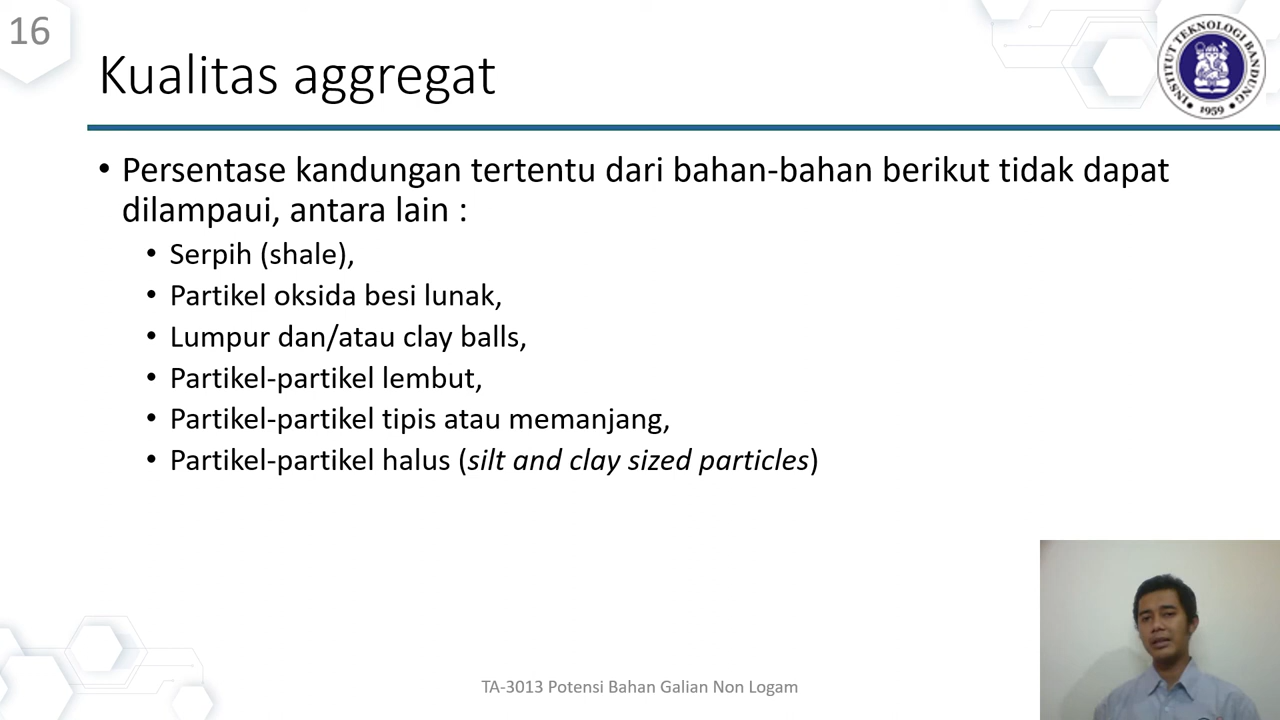 16
Kualitas aggregat
INSTITUT TEKNOLOGI BANDUNG
1959
• Persentase kandungan tertentu dari bahan-bahan berikut tidak dapat
dilampaui, antara lain :
• Serpih (shale),
• Partikel oksida besi lunak,
• Lumpur dan/atau clay balls,
• Partikel-partikel lembut,
• Partikel-partikel tipis atau memanjang,
• Partikel-partikel halus (silt and clay sized particles)
TA-3013 Potensi Bahan Galian Non Logam